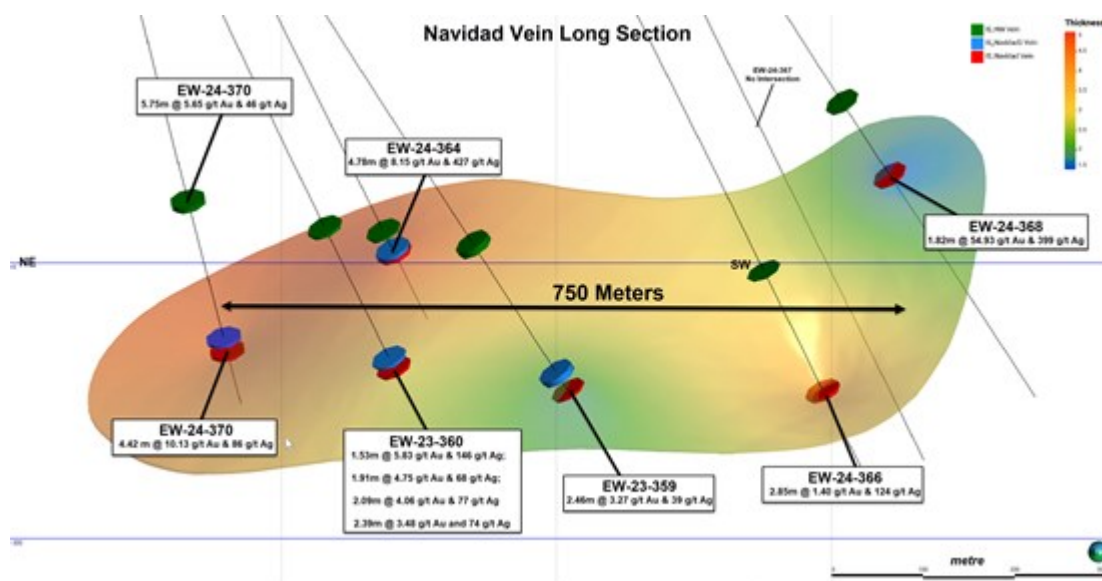 Navidad Vein Long Section
Thickness
EW-24-367
No Intersection
EW-24-370
5.75m @ 5.65 g/t Au & 46 g/t Ag
EW-24-364
4.78m @ 8.15 g/t Au & 427 g/t Ag
EW-24-368
1.82m @ 54.93 g/t Au & 399 g/t Ag
NE
SW
750 Meters
EW-24-370
4.42 m @ 10.13 g/t Au & 86 g/t Ag
EW-23-360
1.53m @ 5.83 g/t Au & 146 g/t Ag;
1.91m @ 4.75 g/t Au & 68 g/t Ag;
2.09m @ 4.06 g/t Au & 77 g/t Ag
2.39m @ 3.48 g/t Au and 74 g/t Ag
EW-23-359
2.46m @ 3.27 g/t Au & 39 g/t Ag
EW-24-366
2.85m @ 1.40 g/t Au & 124 g/t Ag
metre